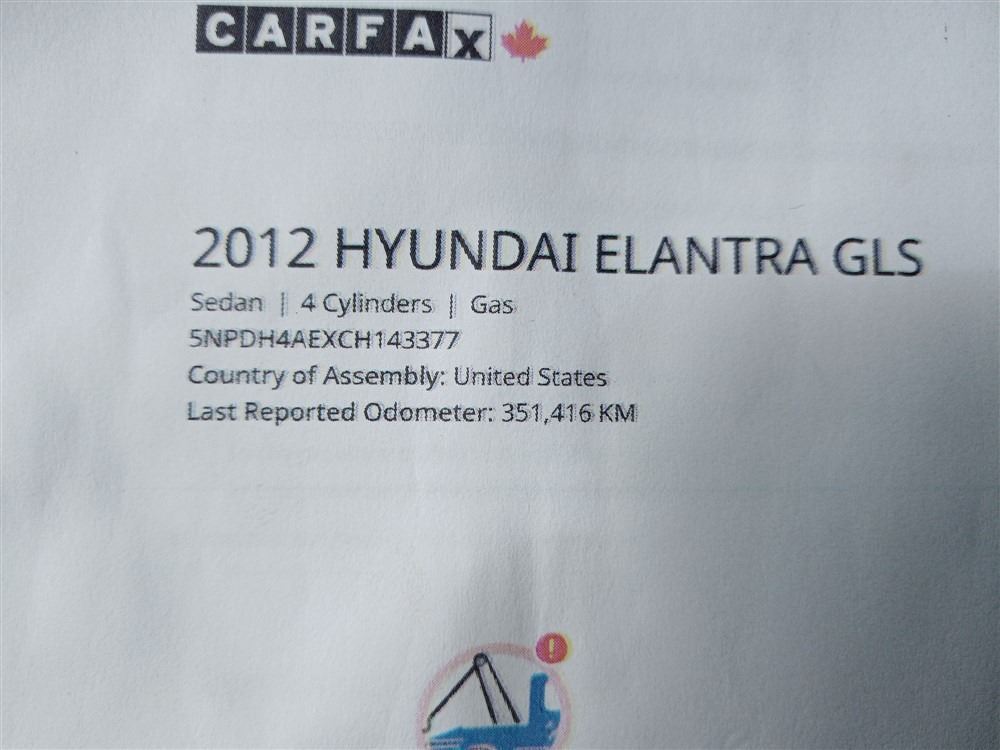 CARFAX
2012 HYUNDAI ELANTRA GLS
Sedan | 4 Cylinders | Gas
5NPDH4AEXCH143377
Country of Assembly: United States
Last Reported Odometer: 351,416 KM
!